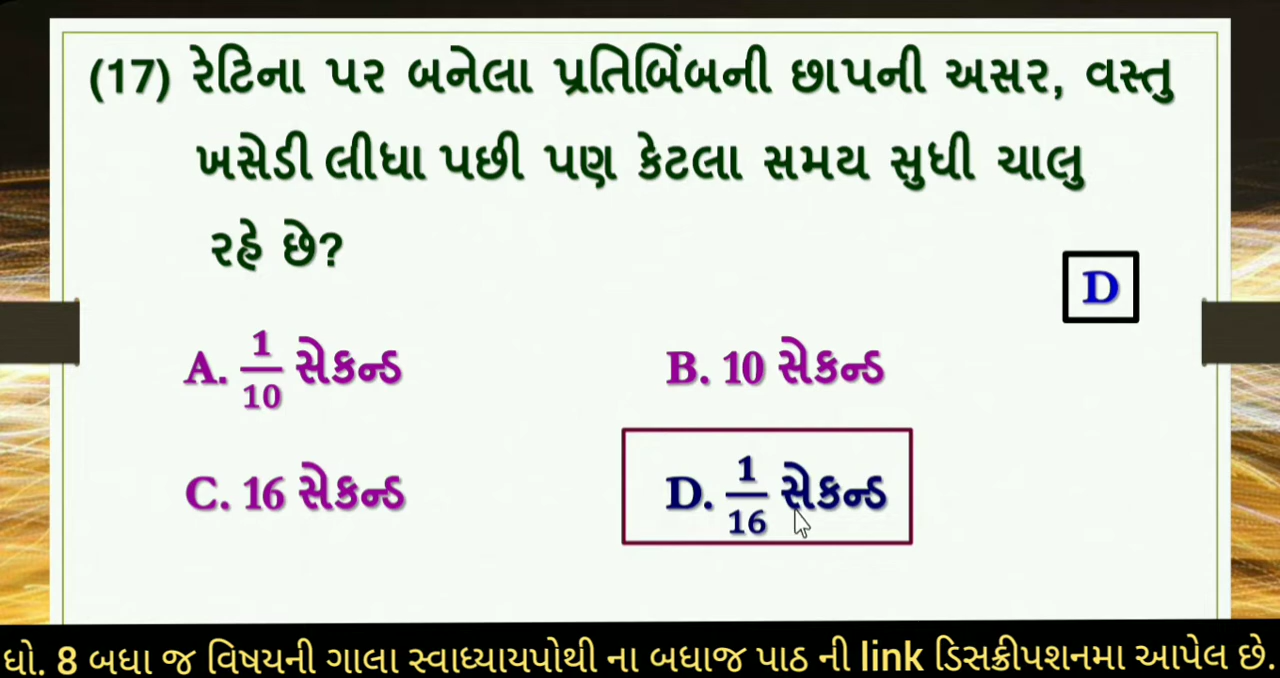 (17) રેટિના પર બનેલા પ્રતિબિંબની છાપની અસર, વસ્તુ
ખસેડી લીધા પછી પણ કેટલા સમય સુધી ચાલુ
રહે છે?
D
A. 1/10 સેકન્ડ B. 10 સેકન્ડ
C. 16 સેકન્ડ D. 1/16 સેકન્ડ
ધો. 8 બધા જ વિષયની ગાલા સ્વાધ્યાયપોથી ના બધાજ પાઠ ની link ડિસક્રીપશનમા આપેલ છે.